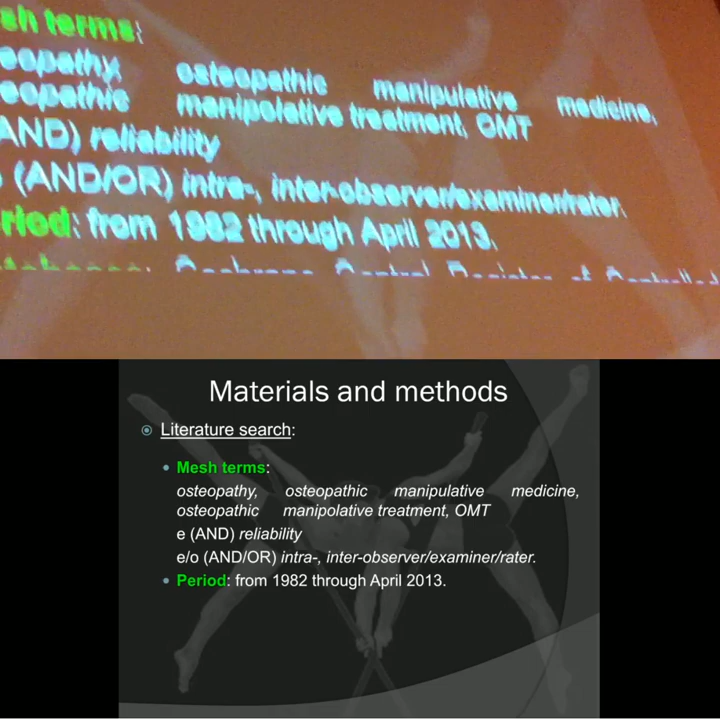 sh terms:
eopathy, osteopathic manipulative medicine,
eopathic manipolative treatment, OMT
AND) reliability
(AND/OR) intra-, inter-observer/examiner/rater.
riod: from 1982 through April 2013.
Materials and methods
Literature search:
Mesh terms:
osteopathy, osteopathic manipulative medicine,
osteopathic manipolative treatment, OMT
e (AND) reliability
e/o (AND/OR) intra-, inter-observer/examiner/rater.
Period: from 1982 through April 2013.